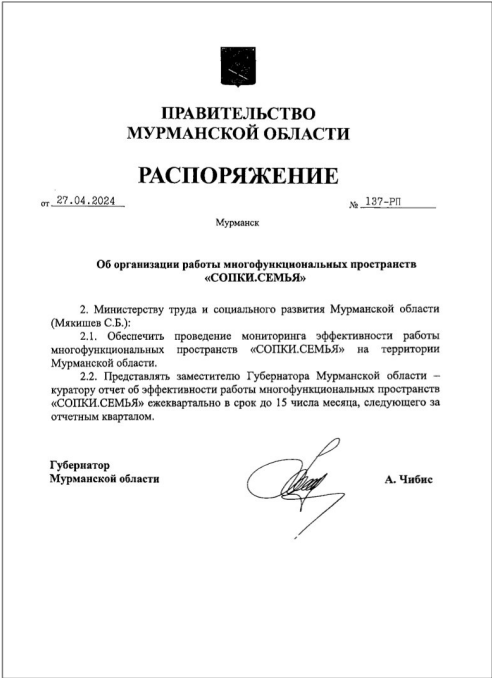 ПРАВИТЕЛЬСТВО
МУРМАНСКОЙ ОБЛАСТИ
РАСПОРЯЖЕНИЕ
от 27.04.2024 № 137-РП
Мурманск
Об организации работы многофункциональных пространств
«СОПКИ.СЕМЬЯ»
2. Министерству труда и социального развития Мурманской области
(Мякишев С.Б.):
2.1. Обеспечить проведение мониторинга эффективности работы
многофункциональных пространств «СОПКИ.СЕМЬЯ» на территории
Мурманской области.
2.2. Представлять заместителю Губернатора Мурманской области –
куратору отчет об эффективности работы многофункциональных пространств
«СОПКИ.СЕМЬЯ» ежеквартально в срок до 15 числа месяца, следующего за
отчетным кварталом.
Губернатор
Мурманской области А. Чибис